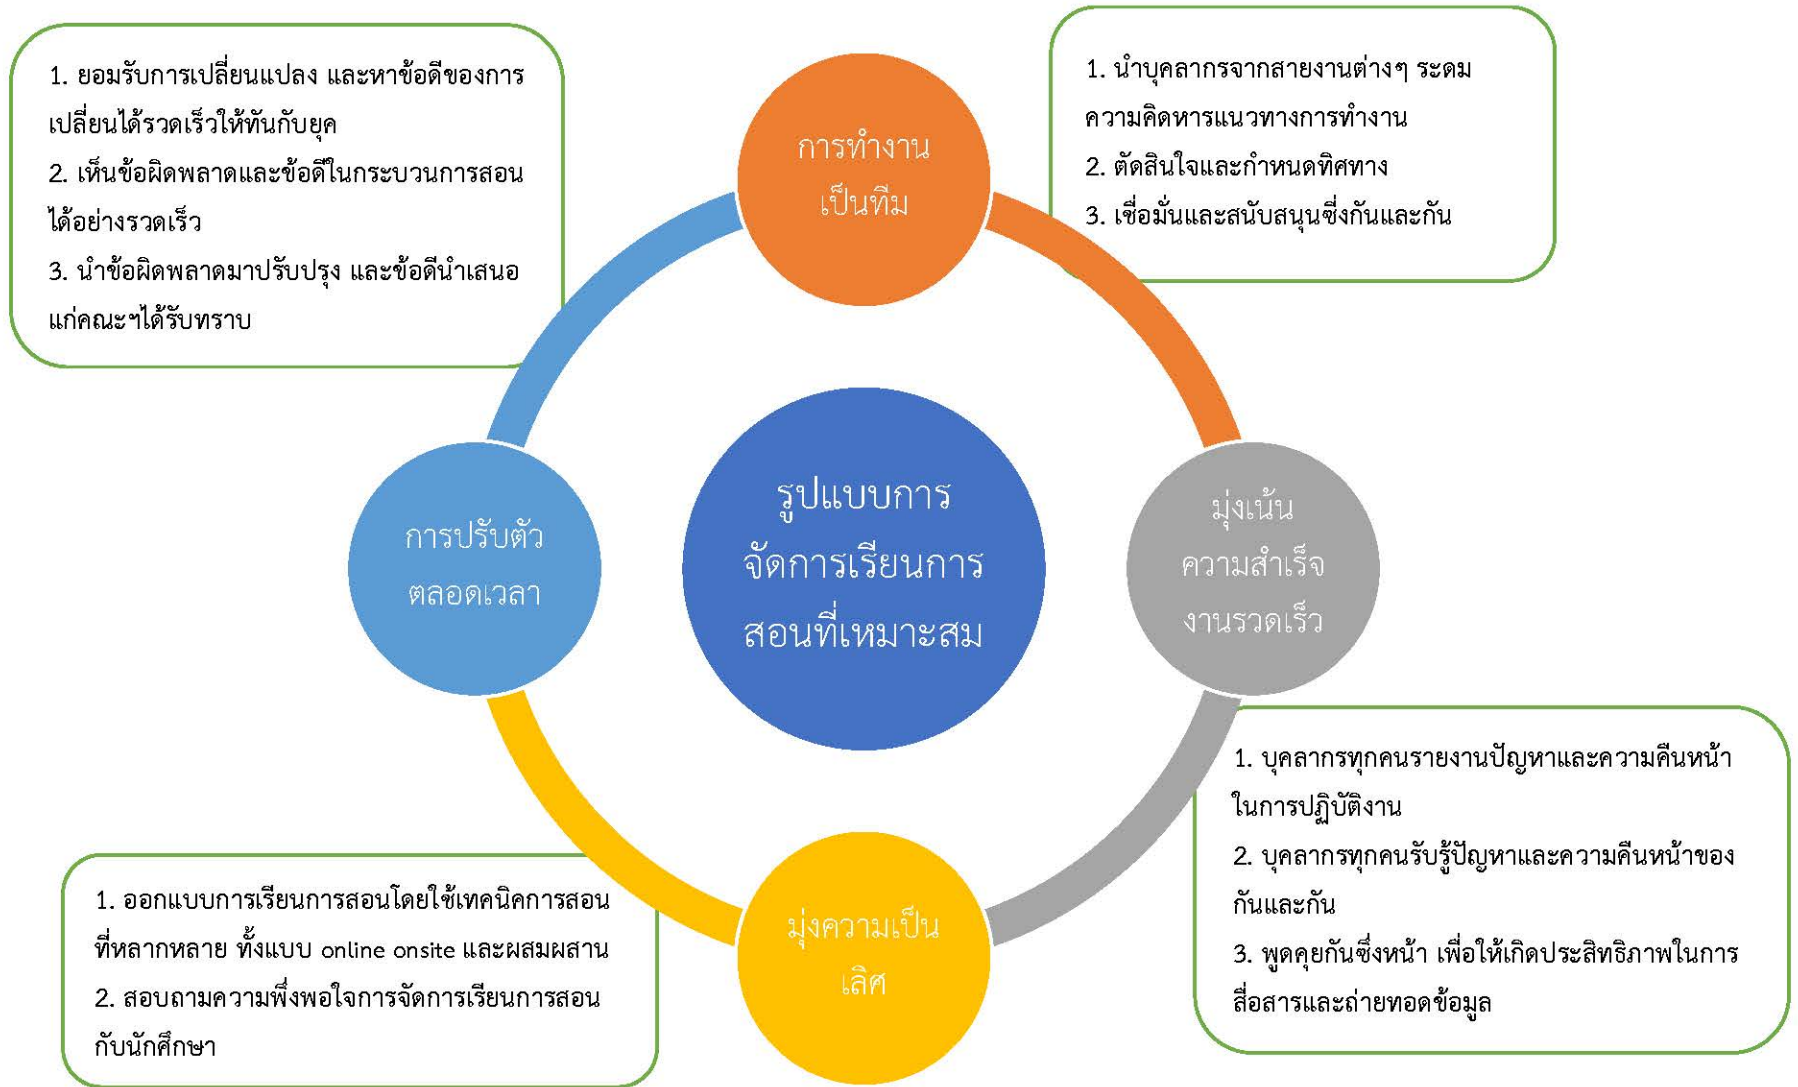 1. ยอมรับการเปลี่ยนแปลง และหาข้อดีของการ
เปลี่ยนได้รวดเร็วให้ทันกับยุค
2. เห็นข้อผิดพลาดและข้อดีในกระบวนการสอน
ได้อย่างรวดเร็ว
3. นำข้อผิดพลาดมาปรับปรุง และข้อดีนำเสนอ
แก่คณะฯได้รับทราบ
การทำงาน
เป็นทีม
1. นำบุคลากรจากสายงานต่างๆ ระดม
ความคิดหารแนวทางการทำงาน
2. ตัดสินใจและกำหนดทิศทาง
3. เชื่อมั่นและสนับสนุนซึ่งกันและกัน
การปรับตัว
ตลอดเวลา
รูปแบบการ
จัดการเรียนการ
สอนที่เหมาะสม
มุ่งเน้น
ความสำเร็จ
งานรวดเร็ว
1. ออกแบบการเรียนการสอนโดยใช้เทคนิคการสอน
ที่หลากหลาย ทั้งแบบ online onsite และผสมผสาน
2. สอบถามความพึ่งพอใจการจัดการเรียนการสอน
กับนักศึกษา
มุ่งความเป็น
เลิศ
1. บุคลากรทุกคนรายงานปัญหาและความคืนหน้า
ในการปฏิบัติงาน
2. บุคลากรทุกคนรับรู้ปัญหาและความคืนหน้าของ
กันและกัน
3. พูดคุยกันซึ่งหน้า เพื่อให้เกิดประสิทธิภาพในการ
สื่อสารและถ่ายทอดข้อมูล